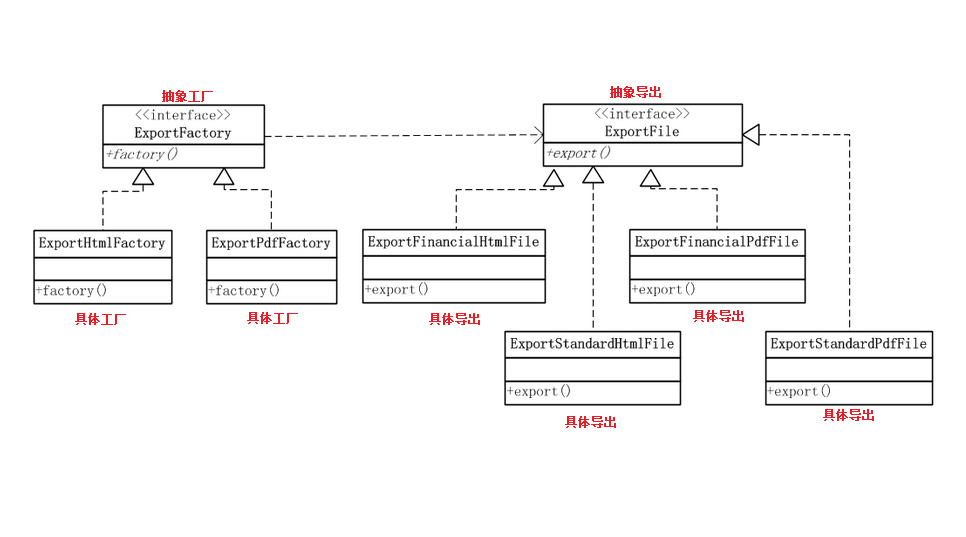 抽象工厂
<<interface>>
ExportFactory
+factory()
抽象导出
<<interface>>
ExportFile
+export()
ExportHtmlFactory
+factory()
具体工厂
ExportPdfFactory
+factory()
具体工厂
ExportFinancialHtmlFile
+export()
具体导出
ExportFinancialPdfFile
+export()
具体导出
ExportStandardHtmlFile
+export()
具体导出
ExportStandardPdfFile
+export()
具体导出